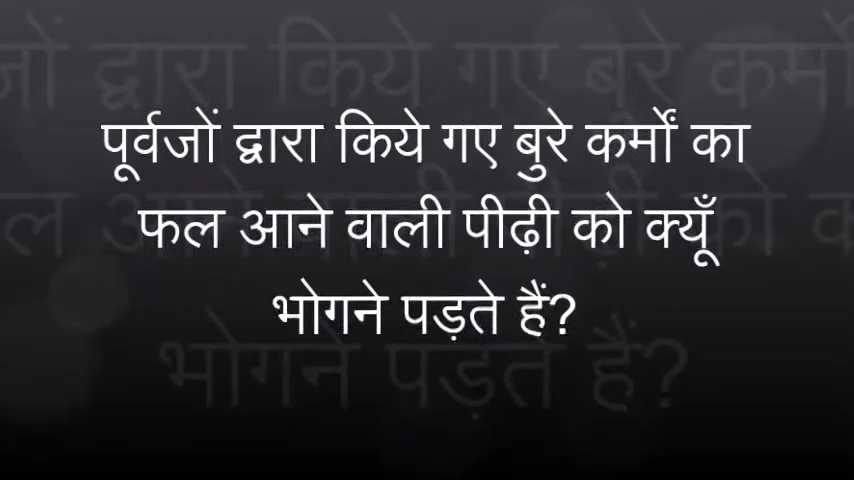 पूर्वजों द्वारा किये गए बुरे कर्मों का
फल आने वाली पीढ़ी को क्यूँ
भोगने पड़ते हैं?